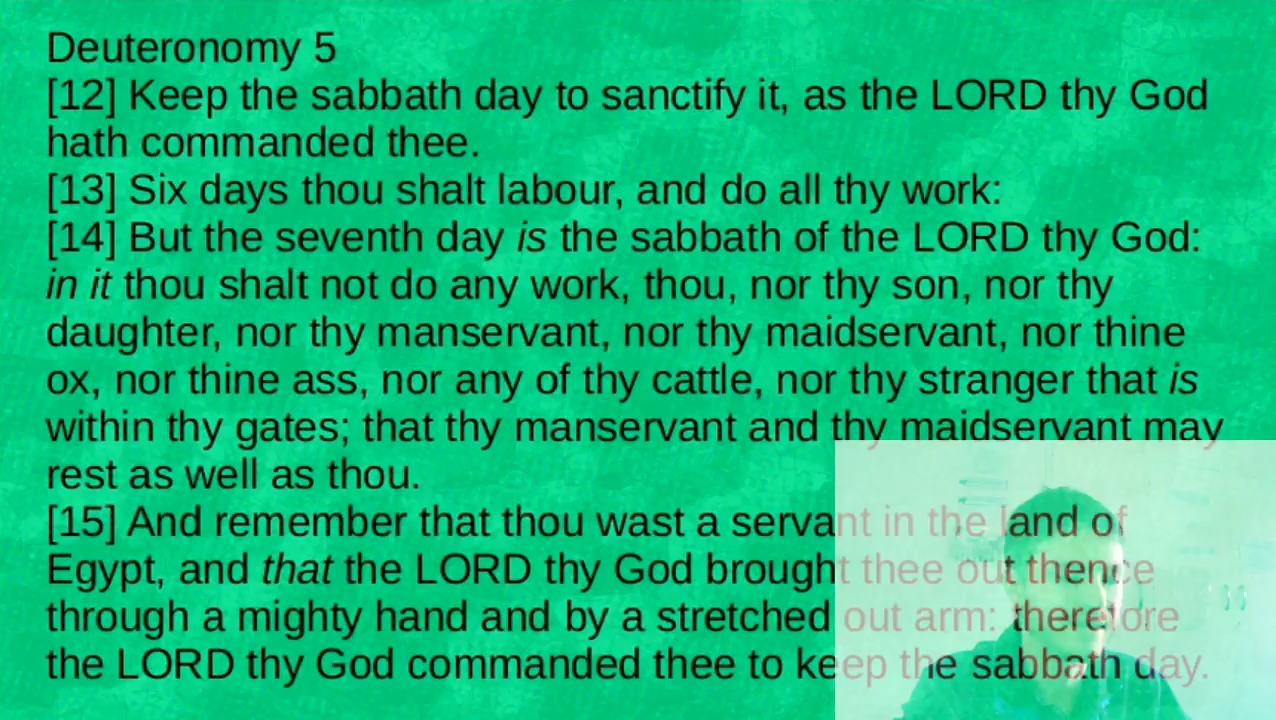 Deuteronomy 5
[12] Keep the sabbath day to sanctify it, as the LORD thy God
hath commanded thee.
[13] Six days thou shalt labour, and do all thy work:
[14] But the seventh day is the sabbath of the LORD thy God:
in it thou shalt not do any work, thou, nor thy son, nor thy
daughter, nor thy manservant, nor thy maidservant, nor thine
ox, nor thine ass, nor any of thy cattle, nor thy stranger that is
within thy gates; that thy manservant and thy maidservant may
rest as well as thou.
[15] And remember that thou wast a servant in the land of
Egypt, and that the LORD thy God brought thee out thence
through a mighty hand and by a stretched out arm: therefore
the LORD thy God commanded thee to keep the sabbath day.